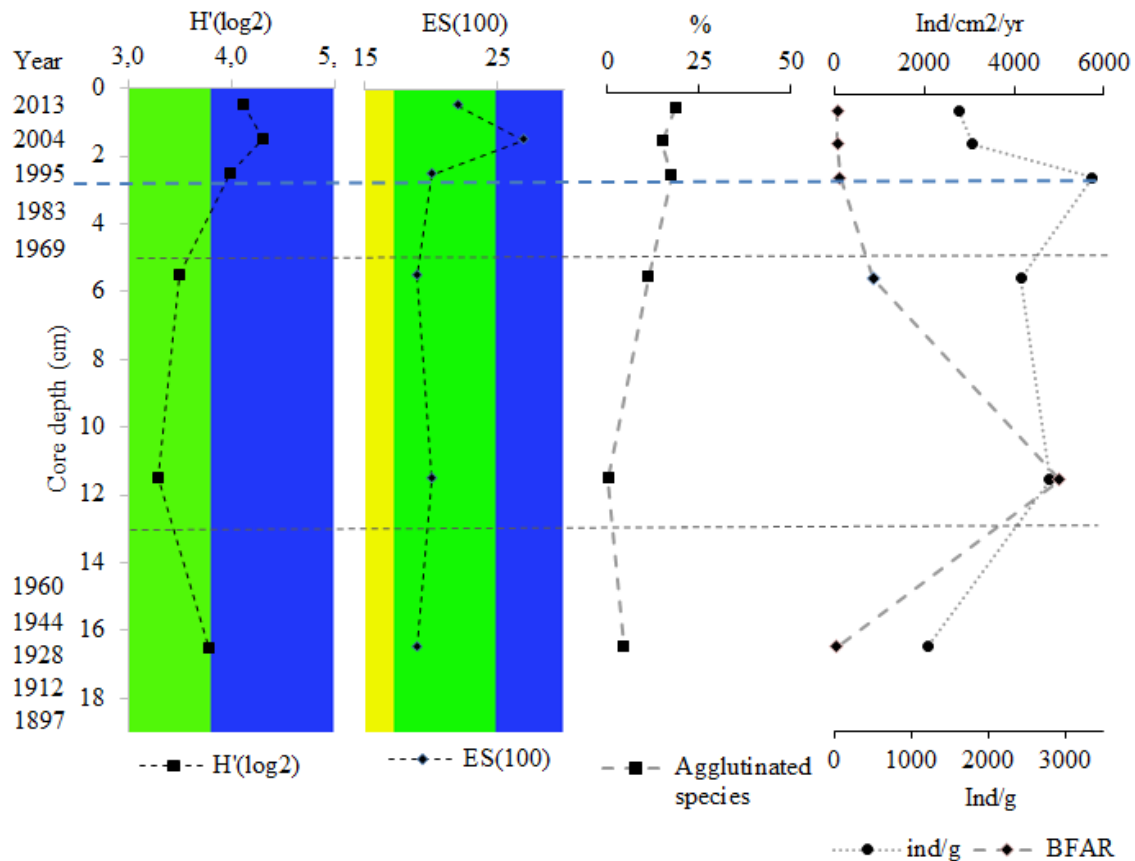 H'(log2)
ES(100)
%
Ind/cm2/yr
3,0 4,0 5,
15 25
0 25 50
0 2000 4000 6000
Year
2013
2004
1995
1983
1969
1960
1944
1928
1912
1897
Core depth (cm)
0
2
4
6
8
10
12
14
16
18
0 1000 2000 3000
Ind/g
H'(log2)
ES(100)
Agglutinated
species
ind/g
BFAR